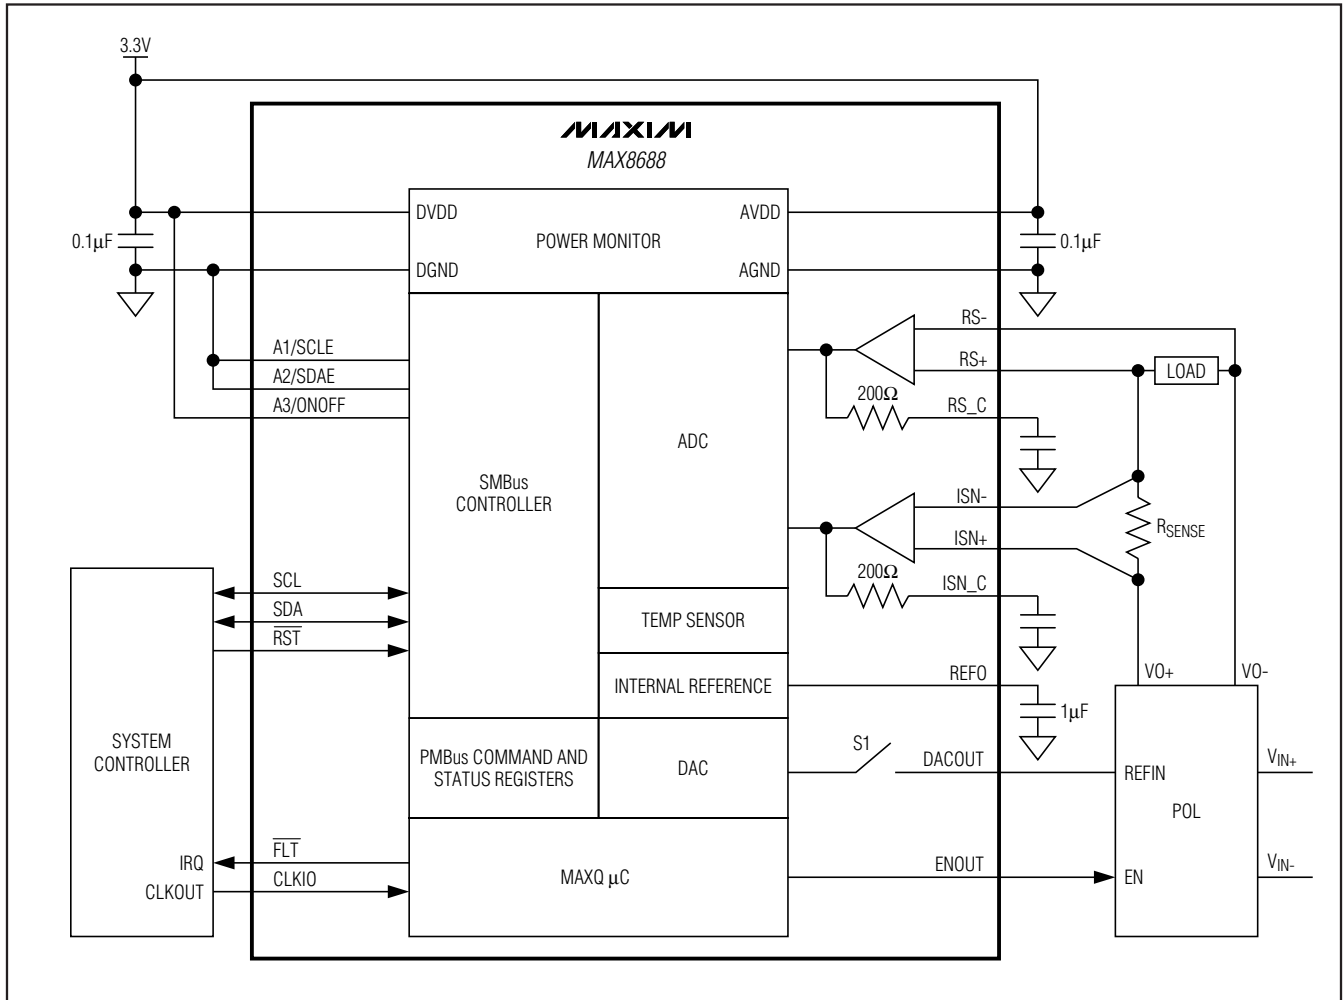 3.3V
MAXIM
MAX8688
DVDD
AVDD
0.1µF
POWER MONITOR
0.1µF
DGND
AGND
RS-
A1/SCLE
RS+
LOAD
A2/SDAE
200Ω
A3/ONOFF
RS_C
ADC
SMBus
CONTROLLER
ISN-
RSENSE
ISN+
200Ω
SCL
ISN_C
SDA
TEMP SENSOR
RST
VO+
VO-
INTERNAL REFERENCE
REFO
1µF
SYSTEM
CONTROLLER
PMBus COMMAND AND
STATUS REGISTERS
DAC
S1
DACOUT
REFIN
VIN+
POL
IRQ
FLT
ENOUT
VIN-
CLKOUT
CLKIO
MAXQ µC
EN